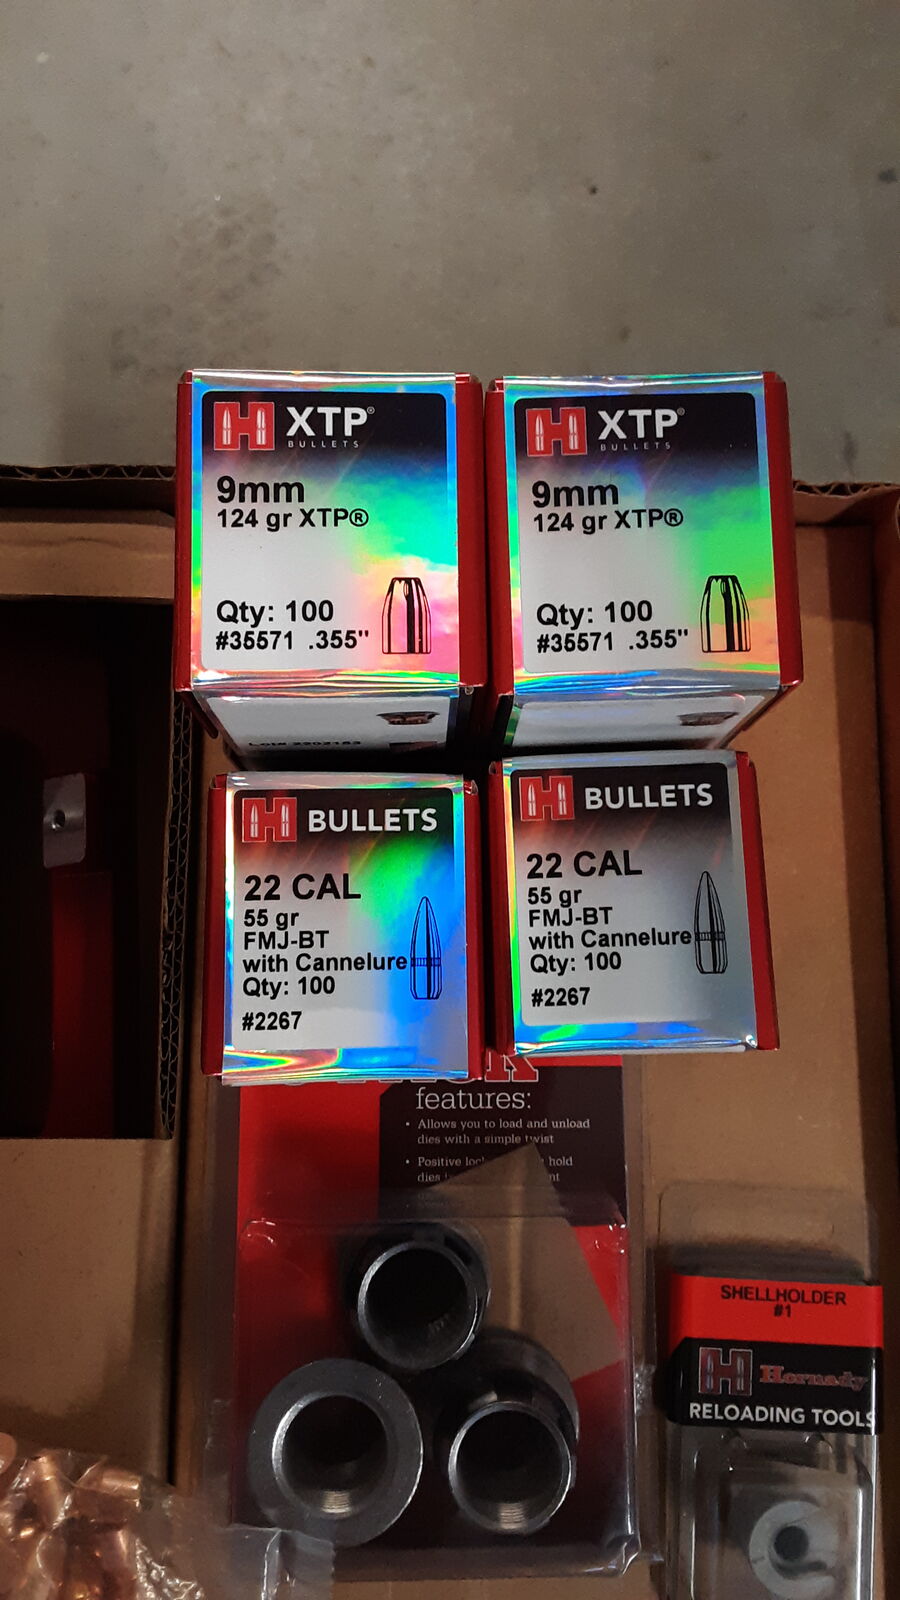 XTP®
BULLETS
9mm
124 gr XTP®
Qty: 100
#35571 .355"
XTP®
BULLETS
9mm
124 gr XTP®
Qty: 100
#35571 .355"
BULLETS
22 CAL
55 gr
FMJ-BT
with Cannelure
Qty: 100
#2267
BULLETS
22 CAL
55 gr
FMJ-BT
with Cannelure
Qty: 100
#2267
features:
• Allows you to load and unload
dies with a simple twist
• Positive hold
dies
SHELLHOLDER
#1
Hornady
RELOADING TOOLS